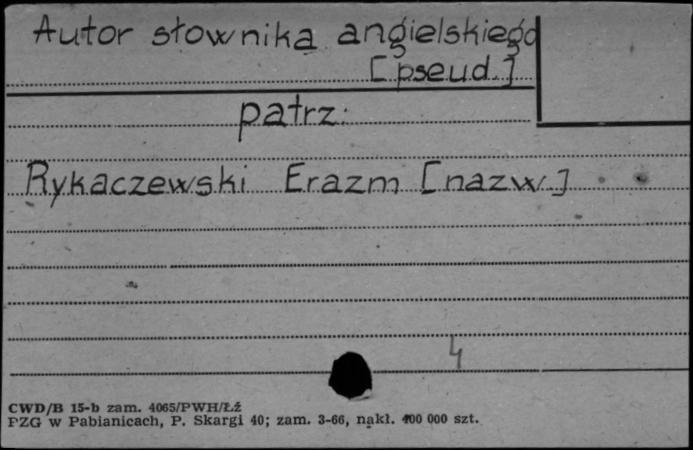 Autor słownika angielskiego
[pseud.]
patrz:
Rykaczewski Erazm [nazw.]
4
CWD/B 15-b zam. 4065/PWH/Łź
PZG w Pabianicach, P. Skargi 40; zam. 3-66, nakł. 400 000 szt.